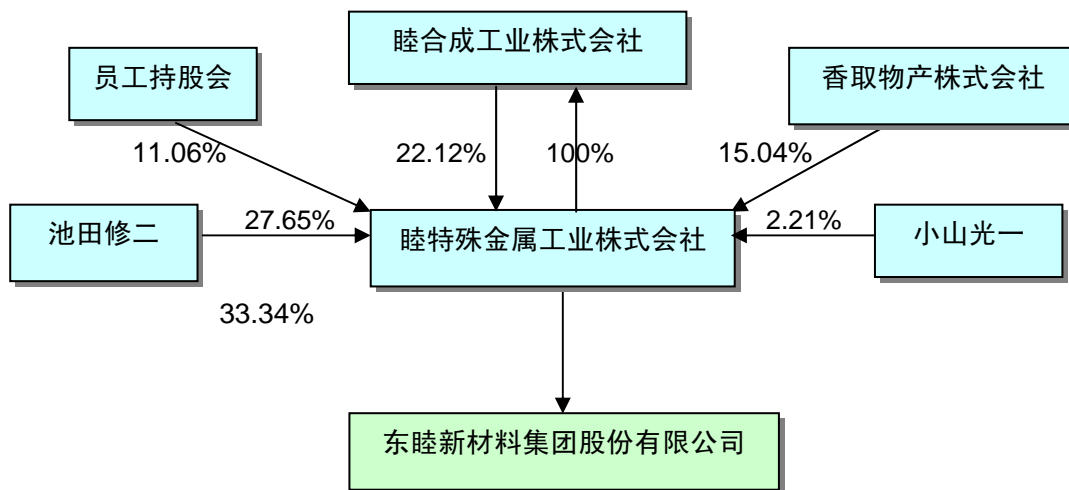 睦合成工业株式会社
员工持股会
香取物产株式会社
11.06%
22.12%
100%
15.04%
池田修二
27.65%
睦特殊金属工业株式会社
2.21%
小山光一
33.34%
东睦新材料集团股份有限公司